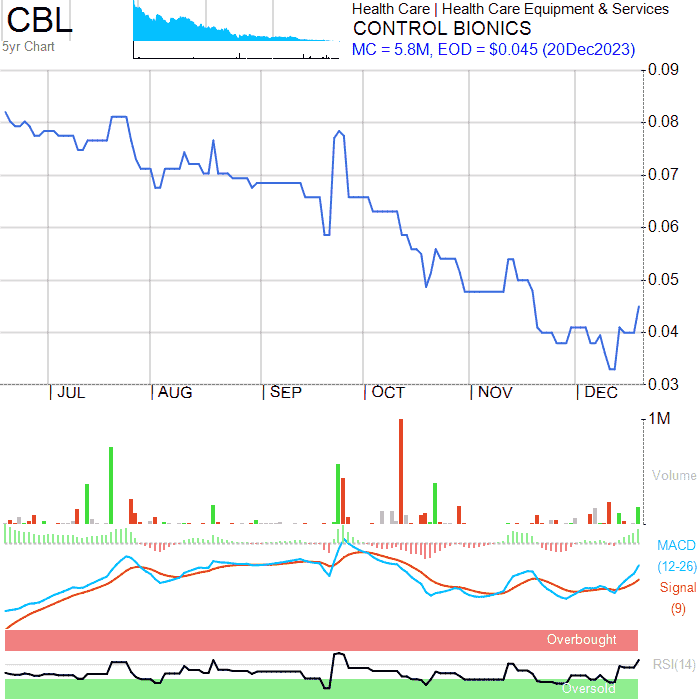 CBL
5yr Chart
Health Care | Health Care Equipment & Services
CONTROL BIONICS
MC = 5.8M, EOD = $0.045 (20Dec2023)
0.09
0.08
0.07
0.06
0.05
0.04
0.03
| JUL | AUG | SEP | OCT | NOV | DEC
1M
Volume
MACD
(12-26)
Signal
(9)
Overbought
RSI(14)
Oversold